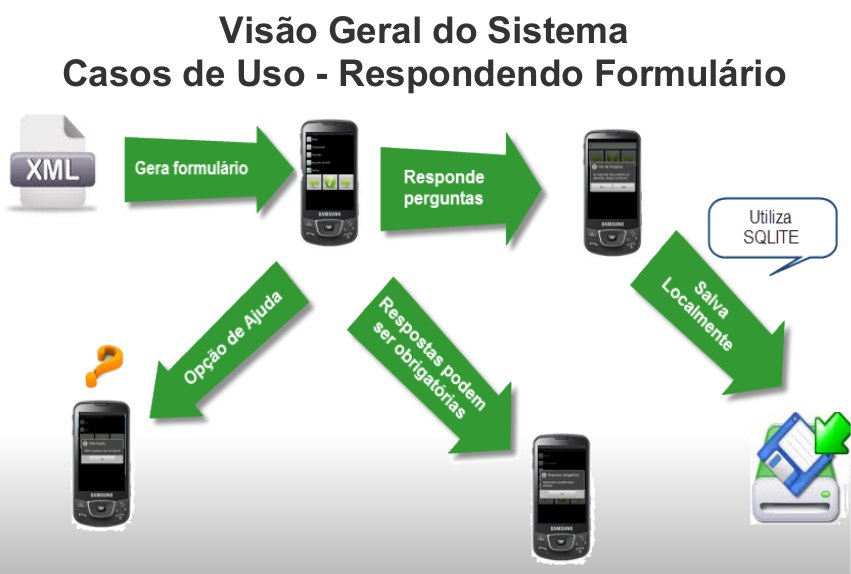 Visão Geral do Sistema
Casos de Uso - Respondendo Formulário
XML
Gera formulário
Responde
perguntas
Utiliza
SQLITE
Salva
Localmente
Opção de Ajuda
Respostas podem
ser obrigatórias
SAMSUNG
SAMSUNG
SAMSUNG
SAMSUNG